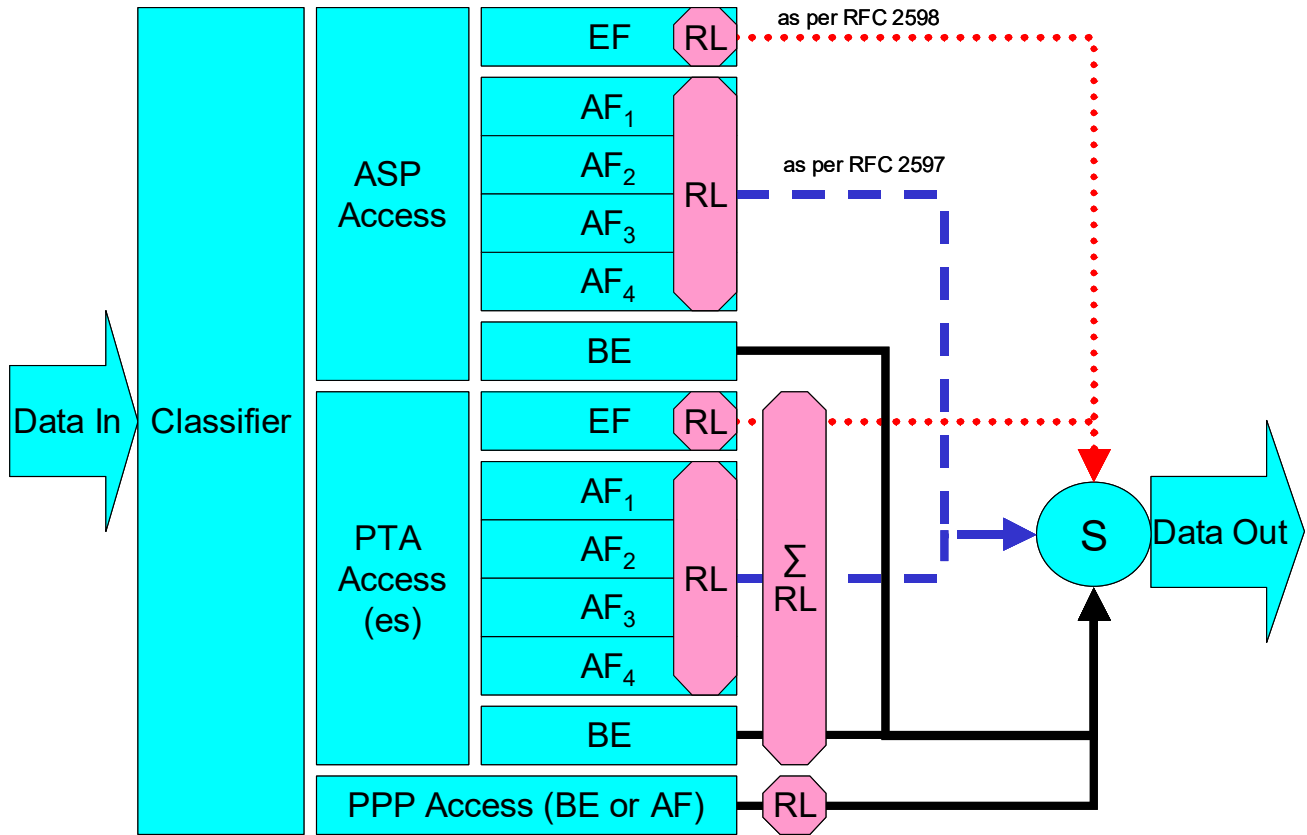 Data In
Classifier
ASP
Access
EF
RL
as per RFC 2598
AF1
AF2
AF3
AF4
RL
as per RFC 2597
BE
PTA
Access
(es)
EF
RL
AF1
AF2
AF3
AF4
RL
BE
Σ
RL
PPP Access (BE or AF)
RL
S
Data Out